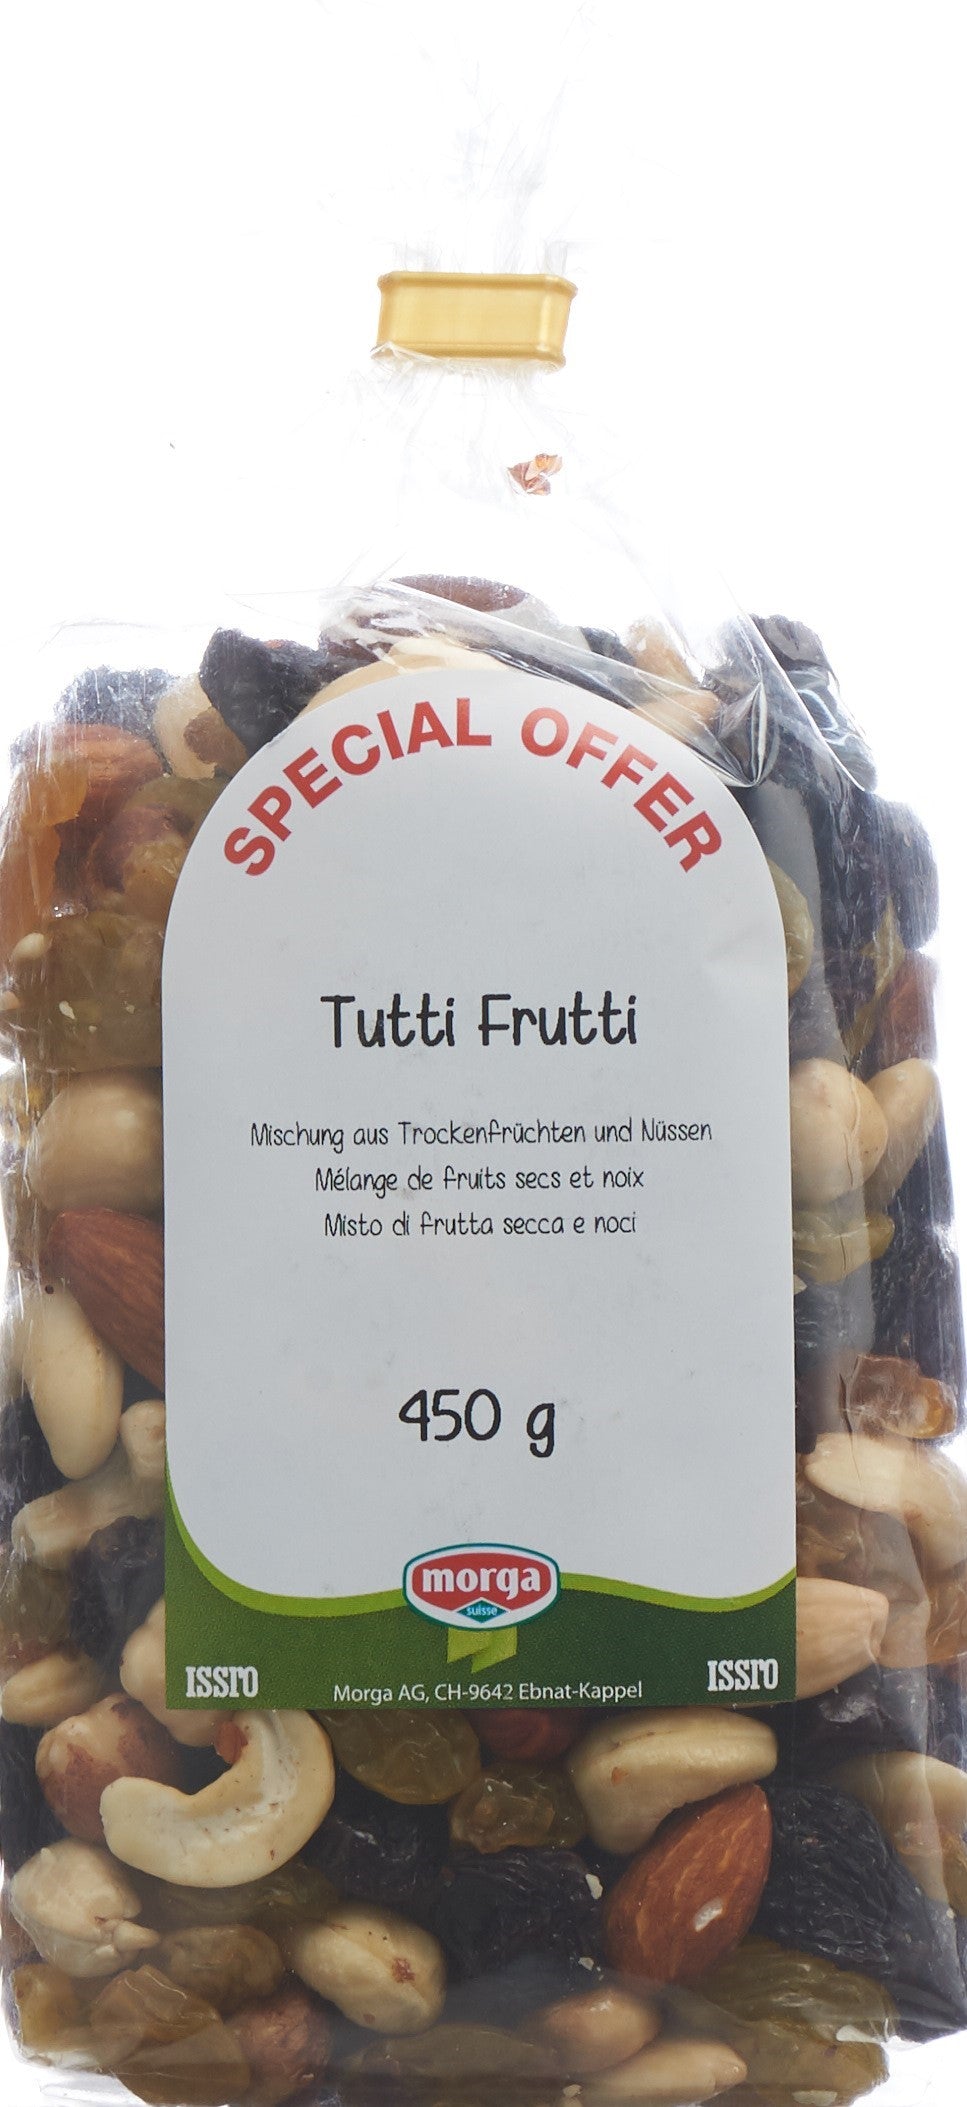 SPECIAL OFFER
Tutti Frutti
Mischung aus Trockenfrüchten und Nüssen
Mélange de fruits secs et noix
Misto di frutta secca e noci
450 g
morga
suisse
ISSRO
Morga AG, CH-9642 Ebnat-Kappel
ISSRO